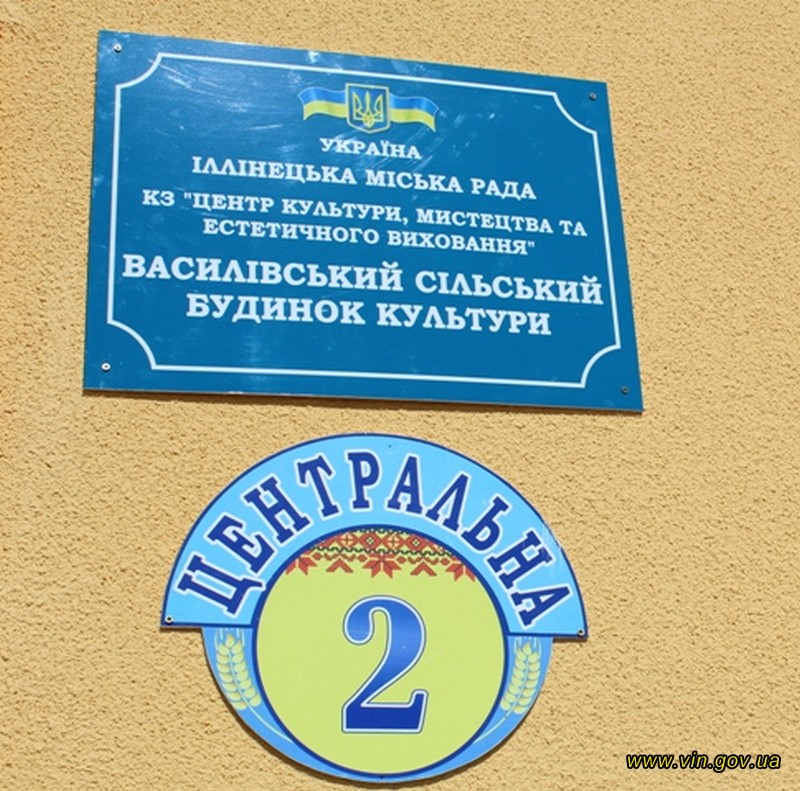 УКРАЇНА
ІЛЛІНЕЦЬКА МІСЬКА РАДА
КЗ "ЦЕНТР КУЛЬТУРИ, МИСТЕЦТВА ТА
ЕСТЕТИЧНОГО ВИХОВАННЯ"
ВАСИЛІВСЬКИЙ СІЛЬСЬКИЙ
БУДИНОК КУЛЬТУРИ
ЦЕНТРАЛЬНА
2
www.vin.gov.ua